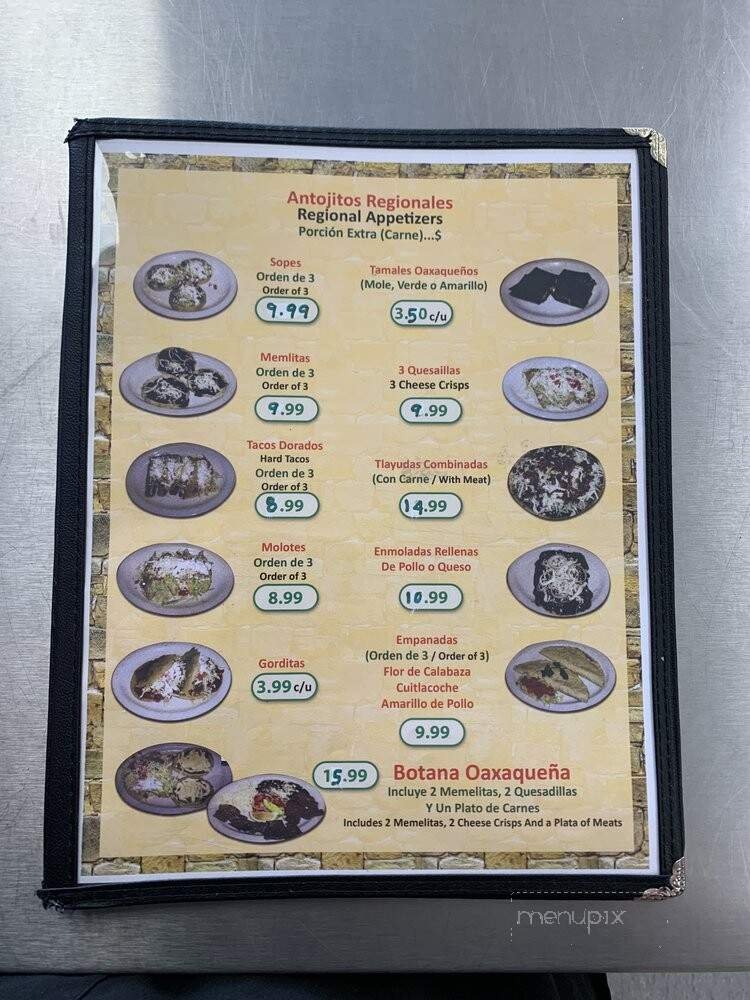 Antojitos Regionales
Regional Appetizers
Porción Extra (Carne)...$
Sopes
Orden de 3
Order of 3
9.99
Memlitas
Orden de 3
Order of 3
9.99
Tacos Dorados
Hard Tacos
Orden de 3
Order of 3
8.99
Molotes
Orden de 3
Order of 3
8.99
Gorditas
3.99 c/u
Tamales Oaxaqueños
(Mole, Verde o Amarillo)
3.50 c/u
3 Quesaillas
3 Cheese Crisps
9.99
Tlayudas Combinadas
(Con Carne / With Meat)
14.99
Enmoladas Rellenas
De Pollo o Queso
10.99
Empanadas
(Orden de 3 / Order of 3)
Flor de Calabaza
Cuitlacoche
Amarillo de Pollo
9.99
15.99 Botana Oaxaqueña
Incluye 2 Memelitas, 2 Quesadillas
Y Un Plato de Carnes
Includes 2 Memelitas, 2 Cheese Crisps And a Plata of Meats
menupix